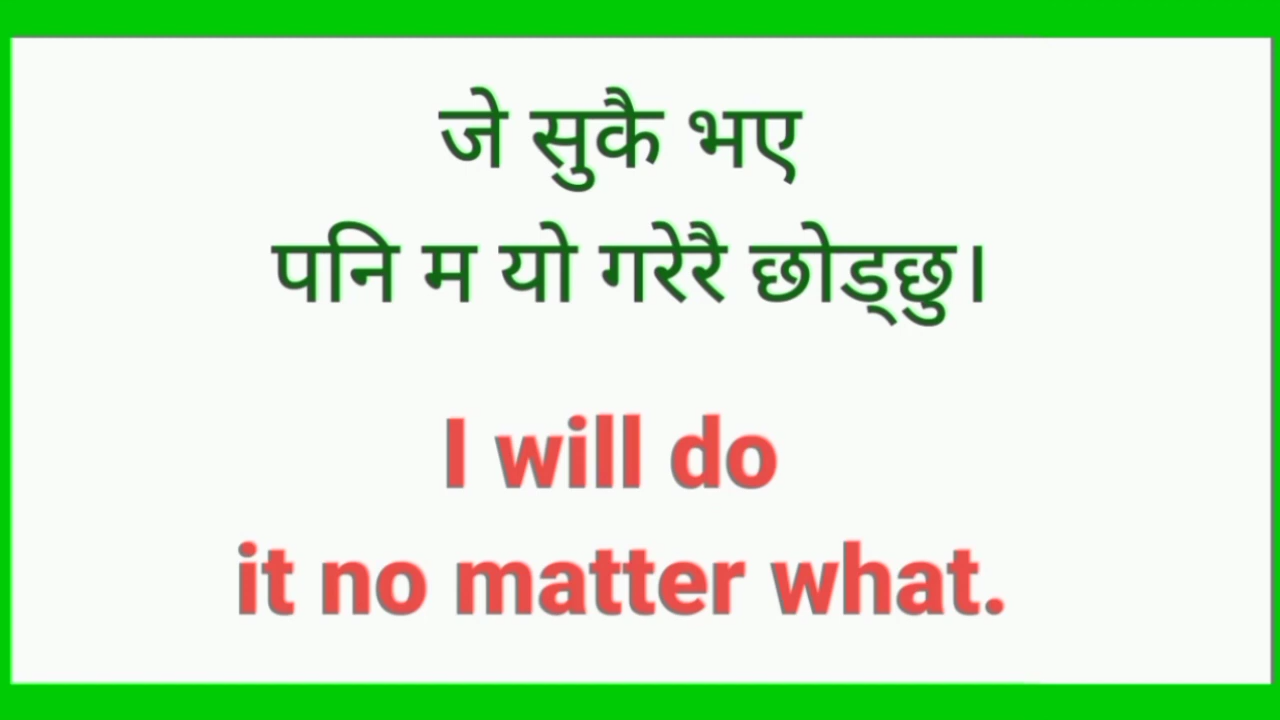 जे सुकै भए
पनि म यो गरेरै छोड्छु।
I will do
it no matter what.